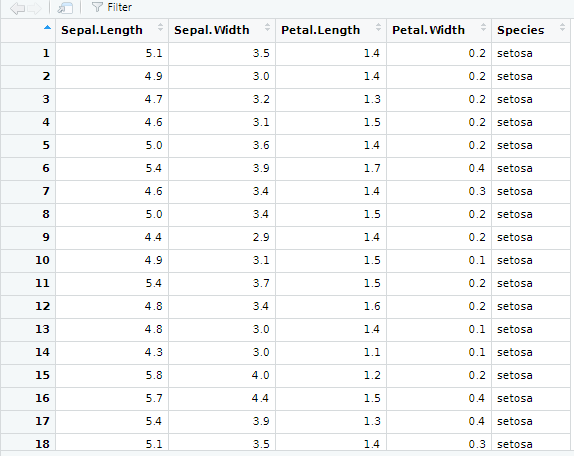 Filter
Sepal.Length Sepal.Width Petal.Length Petal.Width Species
1 5.1 3.5 1.4 0.2 setosa
2 4.9 3.0 1.4 0.2 setosa
3 4.7 3.2 1.3 0.2 setosa
4 4.6 3.1 1.5 0.2 setosa
5 5.0 3.6 1.4 0.2 setosa
6 5.4 3.9 1.7 0.4 setosa
7 4.6 3.4 1.4 0.3 setosa
8 5.0 3.4 1.5 0.2 setosa
9 4.4 2.9 1.4 0.2 setosa
10 4.9 3.1 1.5 0.1 setosa
11 5.4 3.7 1.5 0.2 setosa
12 4.8 3.4 1.6 0.2 setosa
13 4.8 3.0 1.4 0.1 setosa
14 4.3 3.0 1.1 0.1 setosa
15 5.8 4.0 1.2 0.2 setosa
16 5.7 4.4 1.5 0.4 setosa
17 5.4 3.9 1.3 0.4 setosa
18 5.1 3.5 1.4 0.3 setosa